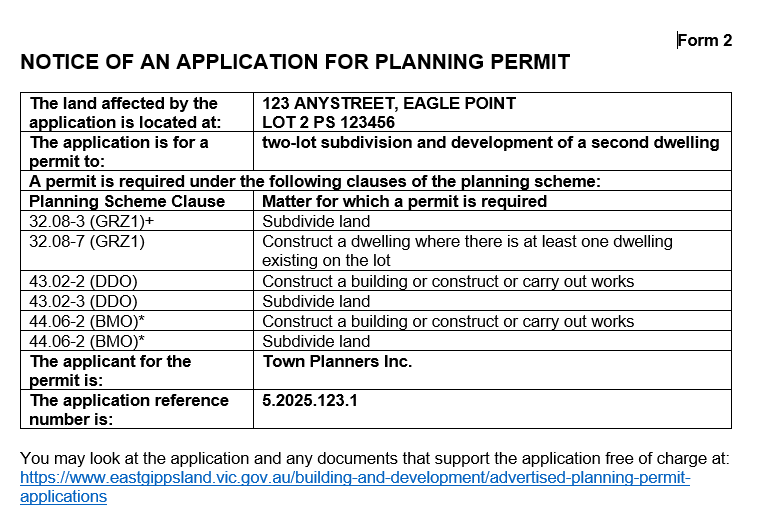 Form 2
NOTICE OF AN APPLICATION FOR PLANNING PERMIT
The land affected by the application is located at:
123 ANYSTREET, EAGLE POINT
LOT 2 PS 123456
The application is for a permit to:
two-lot subdivision and development of a second dwelling
A permit is required under the following clauses of the planning scheme:
Planning Scheme Clause
Matter for which a permit is required
32.08-3 (GRZ1)+
Subdivide land
32.08-7 (GRZ1)
Construct a dwelling where there is at least one dwelling
existing on the lot
43.02-2 (DDO)
Construct a building or construct or carry out works
43.02-3 (DDO)
Subdivide land
44.06-2 (BMO)*
Construct a building or construct or carry out works
44.06-2 (BMO)*
Subdivide land
The applicant for the
permit is:
Town Planners Inc.
The application reference
number is:
5.2025.123.1
You may look at the application and any documents that support the application free of charge at:
https://www.eastgippsland.vic.gov.au/building-and-development/advertised-planning-permit-
applications